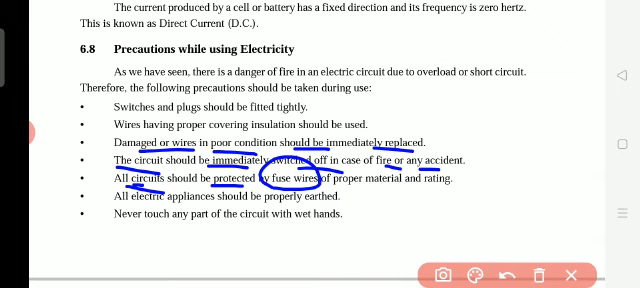 The current produced by a cell or battery has a fixed direction and its frequency is zero hertz.
This is known as Direct Current (D.C.).
6.8 Precautions while using Electricity
As we have seen, there is a danger of fire in an electric circuit due to overload or short circuit.
Therefore, the following precautions should be taken during use:
• Switches and plugs should be fitted tightly.
• Wires having proper covering insulation should be used.
• Damaged or wires in poor condition should be immediately replaced.
• The circuit should be immediately switched off in case of fire or any accident.
• All circuits should be protected by fuse wires of proper material and rating.
• All electric appliances should be properly earthed.
• Never touch any part of the circuit with wet hands.